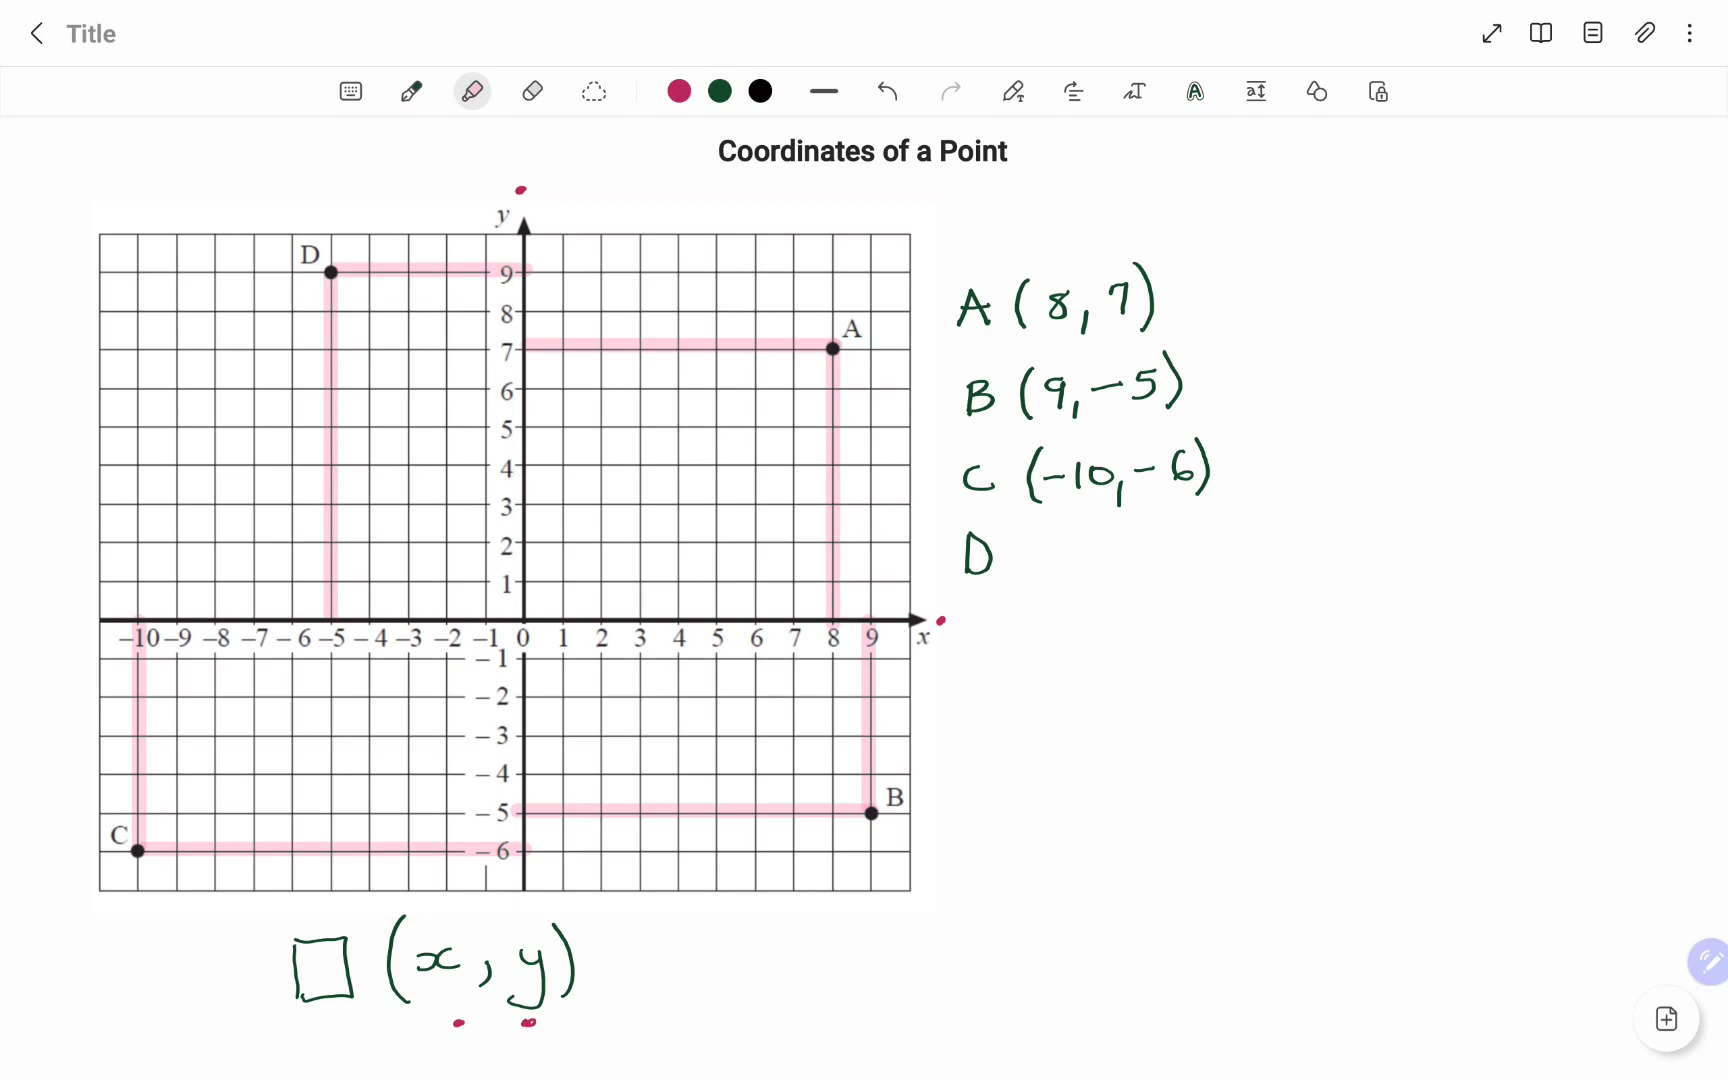 Title
Coordinates of a Point
y
D
9
8
A
7
6
5
4
3
2
1
–10 –9 –8 –7 – 6 –5 – 4 –3 –2 –1 0 1 2 3 4 5 6 7 8 9 x
– 1
– 2
– 3
– 4
B
– 5
C
– 6
A (8, 7)
B (9, –5)
C (–10, –6)
D
(x, y)